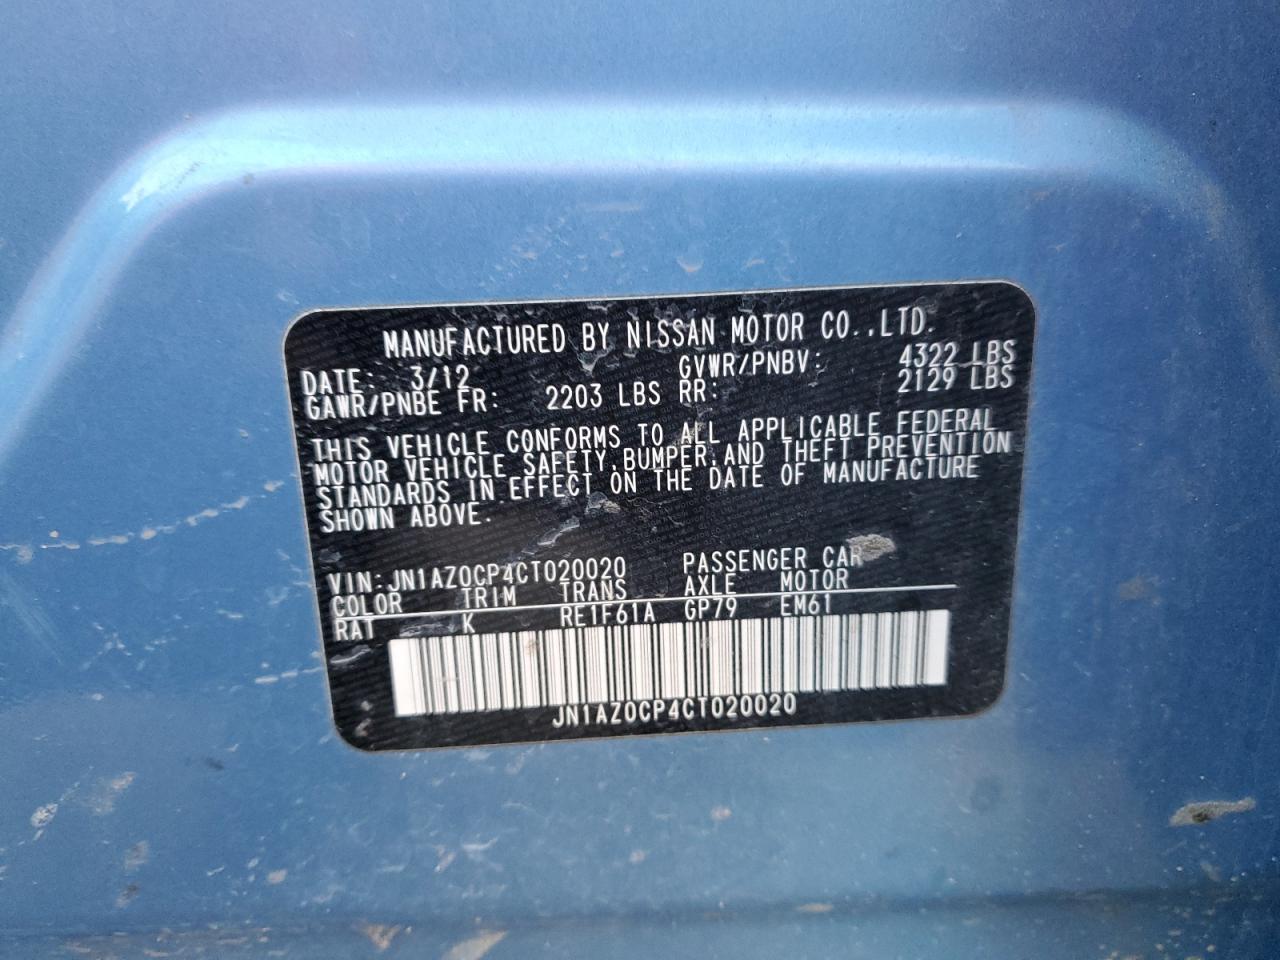 MANUFACTURED BY NISSAN MOTOR CO.,LTD.
DATE: 3/12 GVWR/PNBV: 4322 LBS
GAWR/PNBE FR: 2203 LBS RR: 2129 LBS
THIS VEHICLE CONFORMS TO ALL APPLICABLE FEDERAL
MOTOR VEHICLE SAFETY,BUMPER,AND THEFT PREVENTION
STANDARDS IN EFFECT ON THE DATE OF MANUFACTURE
SHOWN ABOVE.
VIN:JN1AZ0CP4CT020020 PASSENGER CAR
COLOR TRIM TRANS AXLE MOTOR
RAT K RE1F61A GP79 EM61
JN1AZ0CP4CT020020